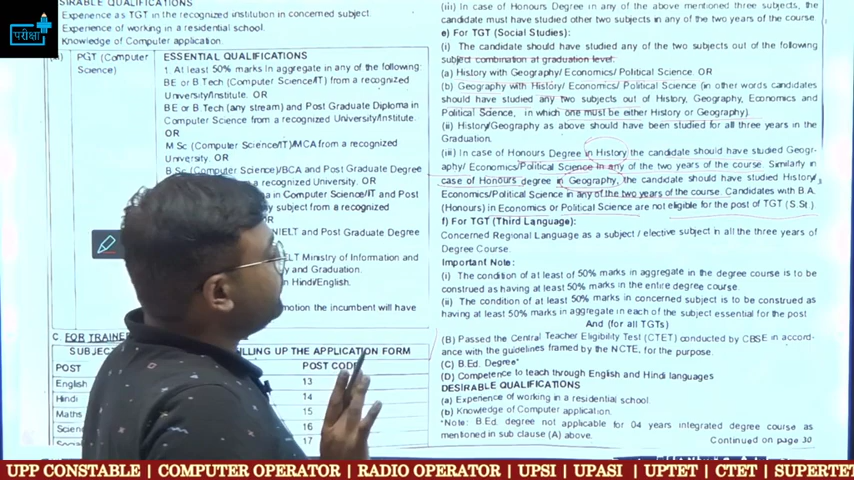 परीक्षा
DESIRABLE QUALIFICATIONS
Experience as TGT in the recognized institution in concerned subject.
Experience of working in a residential school.
Knowledge of Computer application.
PGT (Computer
Science)
ESSENTIAL QUALIFICATIONS
1. At least 50% marks In aggregate in any of the following:
BE or B Tech (Computer Science/IT) from a recognized
University/Institute. OR
BE or B Tech (any stream) and Post Graduate Diploma in
Computer Science from a recognized University/Institute.
OR
M Sc (Computer Science)/MCA from a recognized
University. OR
B Sc (Computer Science)/BCA and Post Graduate Degree
a recognized University. OR
a in Computer Science/IT and Post
y subject from a recognized
OR
NIELT and Post Graduate Degree
LT Ministry of Information and
y and Graduation.
in Hindi/English.
motion the incumbent will have
C. FOR TRAINED
SUBJECT
LLING UP THE APPLICATION FORM
POST
POST CODE
English 13
Hindi 14
Maths 15
Science 16
Social 17
(iii) In case of Honours Degree in any of the above mentioned three subjects, the
candidate must have studied other two subjects in any of the two years of the course
e) For TGT (Social Studies):
(i) The candidate should have studied any two subjects out of the following
subject combination at graduation level:
(a) History with Geography/ Economics/ Political Science. OR
(b) Geography with History/ Economics/ Political Science (in other words candidates
should have studied any two subjects out of History, Geography, Economics and
Political Science, in which one must be either History or Geography).
(ii) History/Geography as above should have been studied for all three years in the
Graduation.
(iii) In case of Honours Degree in History the candidate should have studied Geogr-
aphy/ Economics/Political Science In any of the two years of the course. Similarly in
case of Honours degree in Geography, the candidate should have studied History/
Economics/Political Science in any of the two years of the course. Candidates with B.A.
(Honours) in Economics or Political Science are not eligible for the post of TGT (S.St.)
f) For TGT (Third Language):
Concerned Regional Language as a subject / elective subject in all the three years of
Degree Course.
Important Note:
(i) The condition of at least of 50% marks in aggregate in the degree course is to be
construed as having at least 50% marks in the entire degree course.
(ii) The condition of at least 50% marks in concerned subject is to be construed as
having at least 50% marks in aggregate in each of the subject essential for the post
And (for all TGTs)
(B) Passed the Central Teacher Eligibility Test (CTET) conducted by CBSE in accord-
ance with the guidelines framed by the NCTE, for the purpose.
(C) B.Ed. Degree*
(D) Competence to teach through English and Hindi languages
DESIRABLE QUALIFICATIONS
(a) Experience of working in a residential school
(b) Knowledge of Computer application.
*Note: B.Ed. degree not applicable for 04 years integrated degree course as
mentioned in sub clause (A) above.
Continued on page 30
UPP CONSTABLE | COMPUTER OPERATOR | RADIO OPERATOR | UPSI | UPASI | UPTET | CTET | SUPERTET